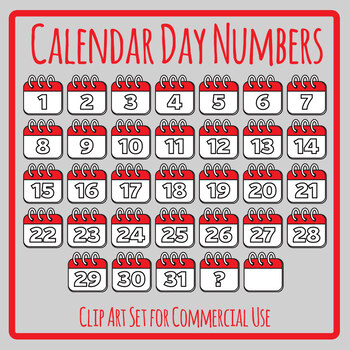 Calendar Day Numbers
1 2 3 4 5 6 7
8 9 10 11 12 13 14
15 16 17 18 19 20 21
22 23 24 25 26 27 28
29 30 31 ?
Clip Art Set for Commercial Use